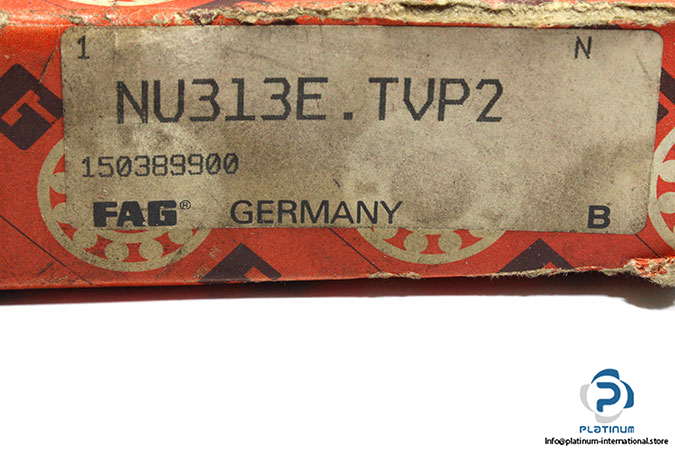 1 N
NU313E.TVP2
150389900
FAG® GERMANY B
PLATINUM
Info@platinum-international.store